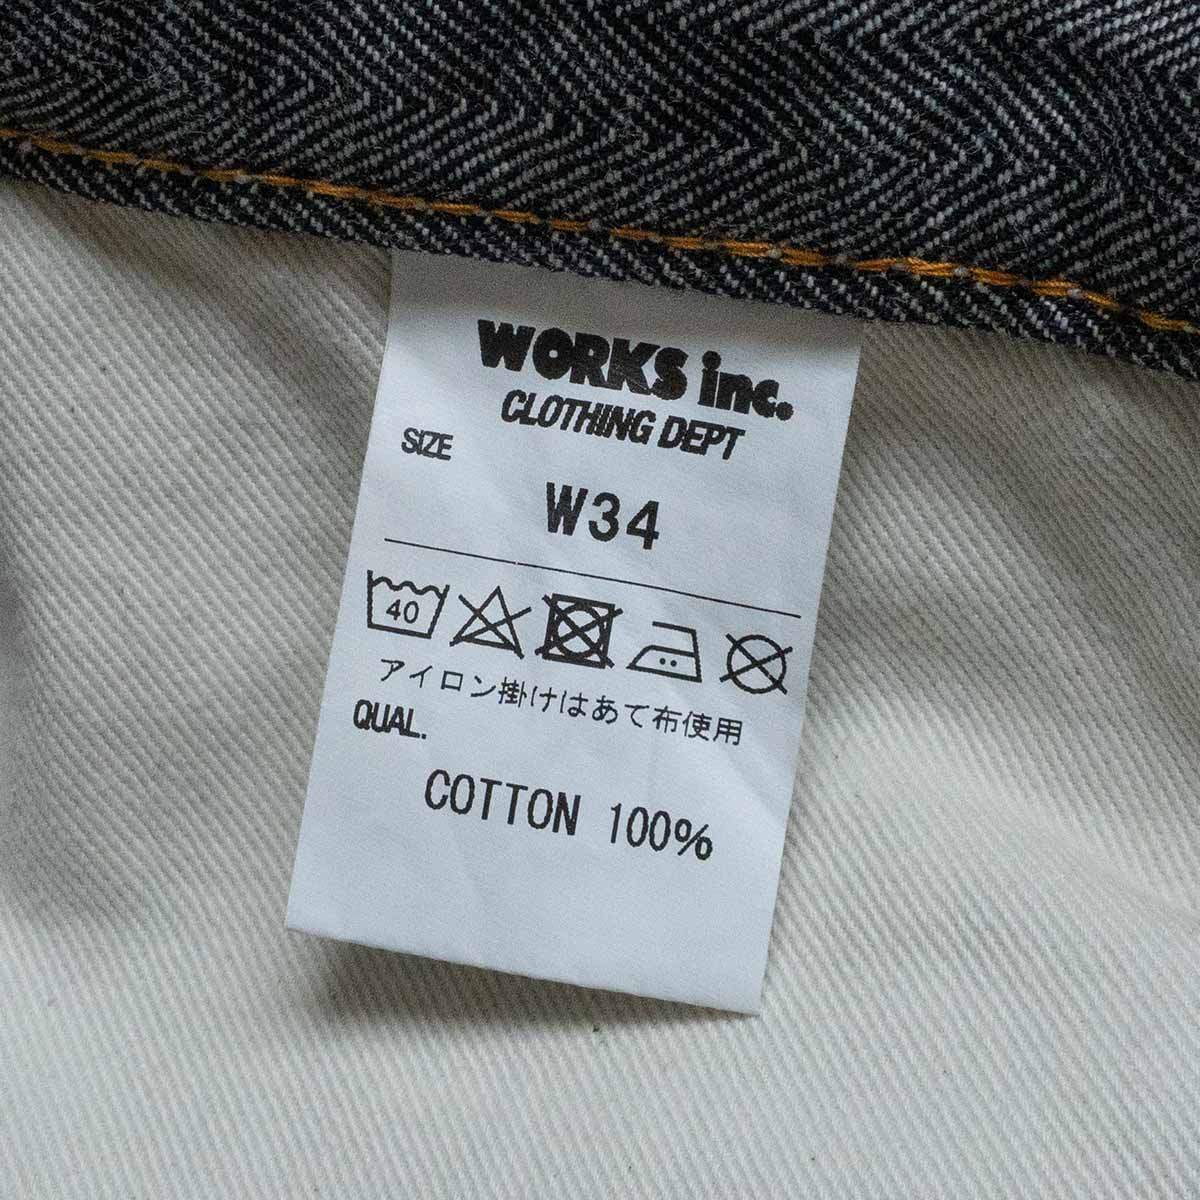 WORKS inc.
CLOTHING DEPT
SIZE
W34
40
アイロン掛けはあて布使用
QUAL.
COTTON 100%